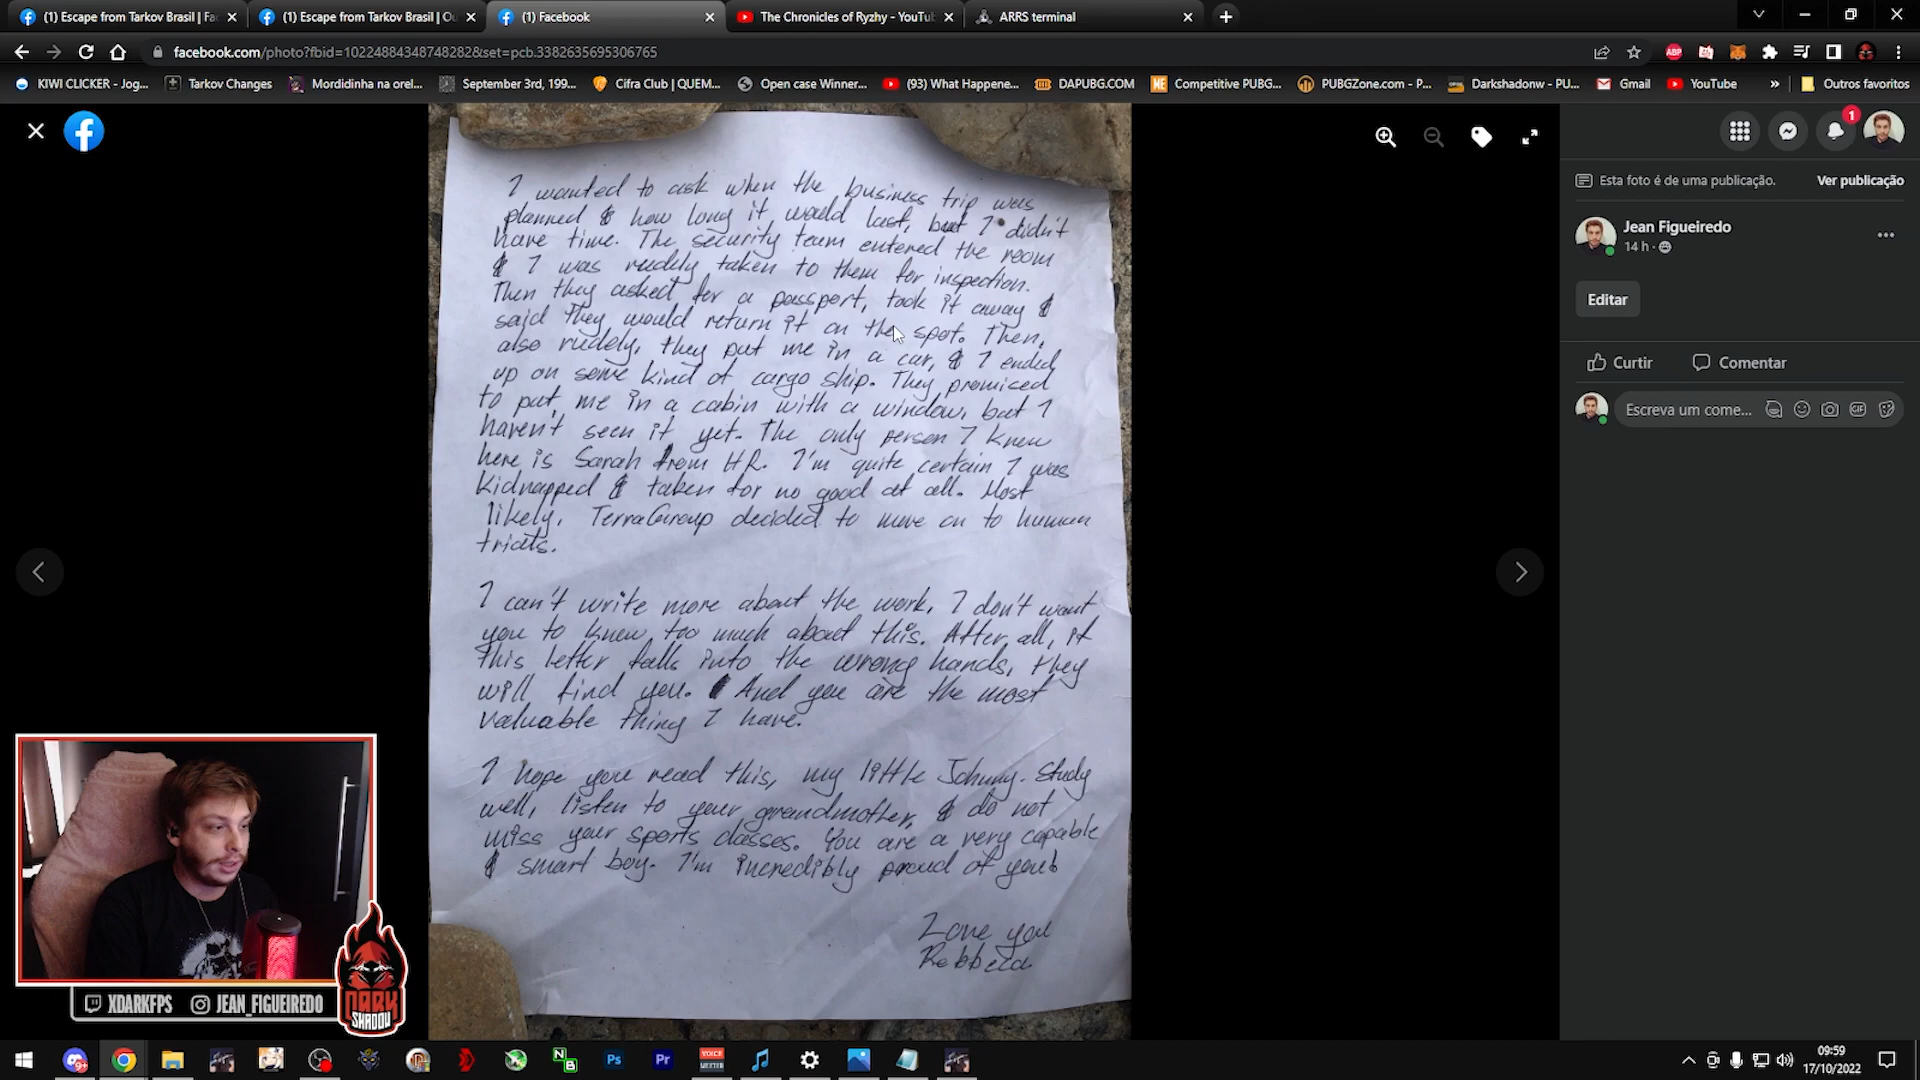 (1) Escape from Tarkov Brasil | Fa
(1) Escape from Tarkov Brasil | Ou
(1) Facebook
The Chronicles of Ryzhy - YouTu
ARRS terminal
facebook.com/photo?fbid=10224884348748282&set=pcb.3382635695306765
KIWI CLICKER - Jog...
Tarkov Changes
Mordidinha na orel...
September 3rd, 199...
Cifra Club | QUEM...
Open case Winner...
(93) What Happene...
DAPUBG.COM
Competitive PUBG...
PUBGZone.com - P...
Darkshadonw - PU...
Gmail
YouTube
Outros favoritos
I wanted to ask when the business trip was
planned & how long it would last, but I didn't
have time. The security team entered the room
& I was rudely taken to them for inspection.
Then they asked for a passport, took it away &
said they would return it on the spot. Then,
also rudely, they put me in a car, & I ended
up on some kind of cargo ship. They promised
to put me in a cabin with a window, but I
haven't seen it yet. The only person I know
here is Sarah from HR. I'm quite certain I was
kidnapped & taken for no good at all. Most
likely, TerraGroup decided to move on to human
trials.
I can't write more about the work, I don't want
you to know too much about this. After all, if
this letter falls into the wrong hands, they
will find you. And you are the most
valuable thing I have.
I hope you read this, my little Johnny. Study
well, listen to your grandmother, & do not
miss your sports classes. You are a very capable
& smart boy. I'm incredibly proud of you!
Love you
Rebbeca
1
Esta foto é de uma publicação.
Ver publicação
Jean Figueiredo
14 h
Editar
Curtir
Comentar
Escreva um come...
XDARKFPS
JEAN_FIGUEIREDO
DARK
SHADOW
09:59
17/10/2022